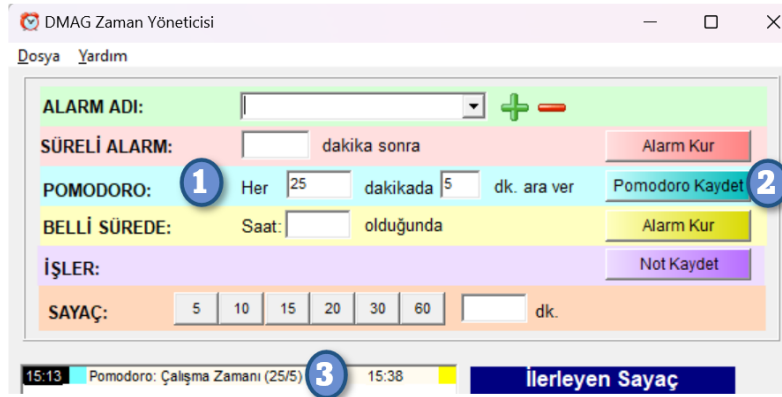 DMAG Zaman Yöneticisi
Dosya Yardım
ALARM ADI:
SÜRELİ ALARM: dakika sonra Alarm Kur
POMODORO: 1 Her 25 dakikada 5 dk. ara ver Pomodoro Kaydet 2
BELLİ SÜREDE: Saat: olduğunda Alarm Kur
İŞLER: Not Kaydet
SAYAÇ: 5 10 15 20 30 60 dk.
15:13 Pomodoro: Çalışma Zamanı (25/5) 3 15:38 İlerleyen Sayaç